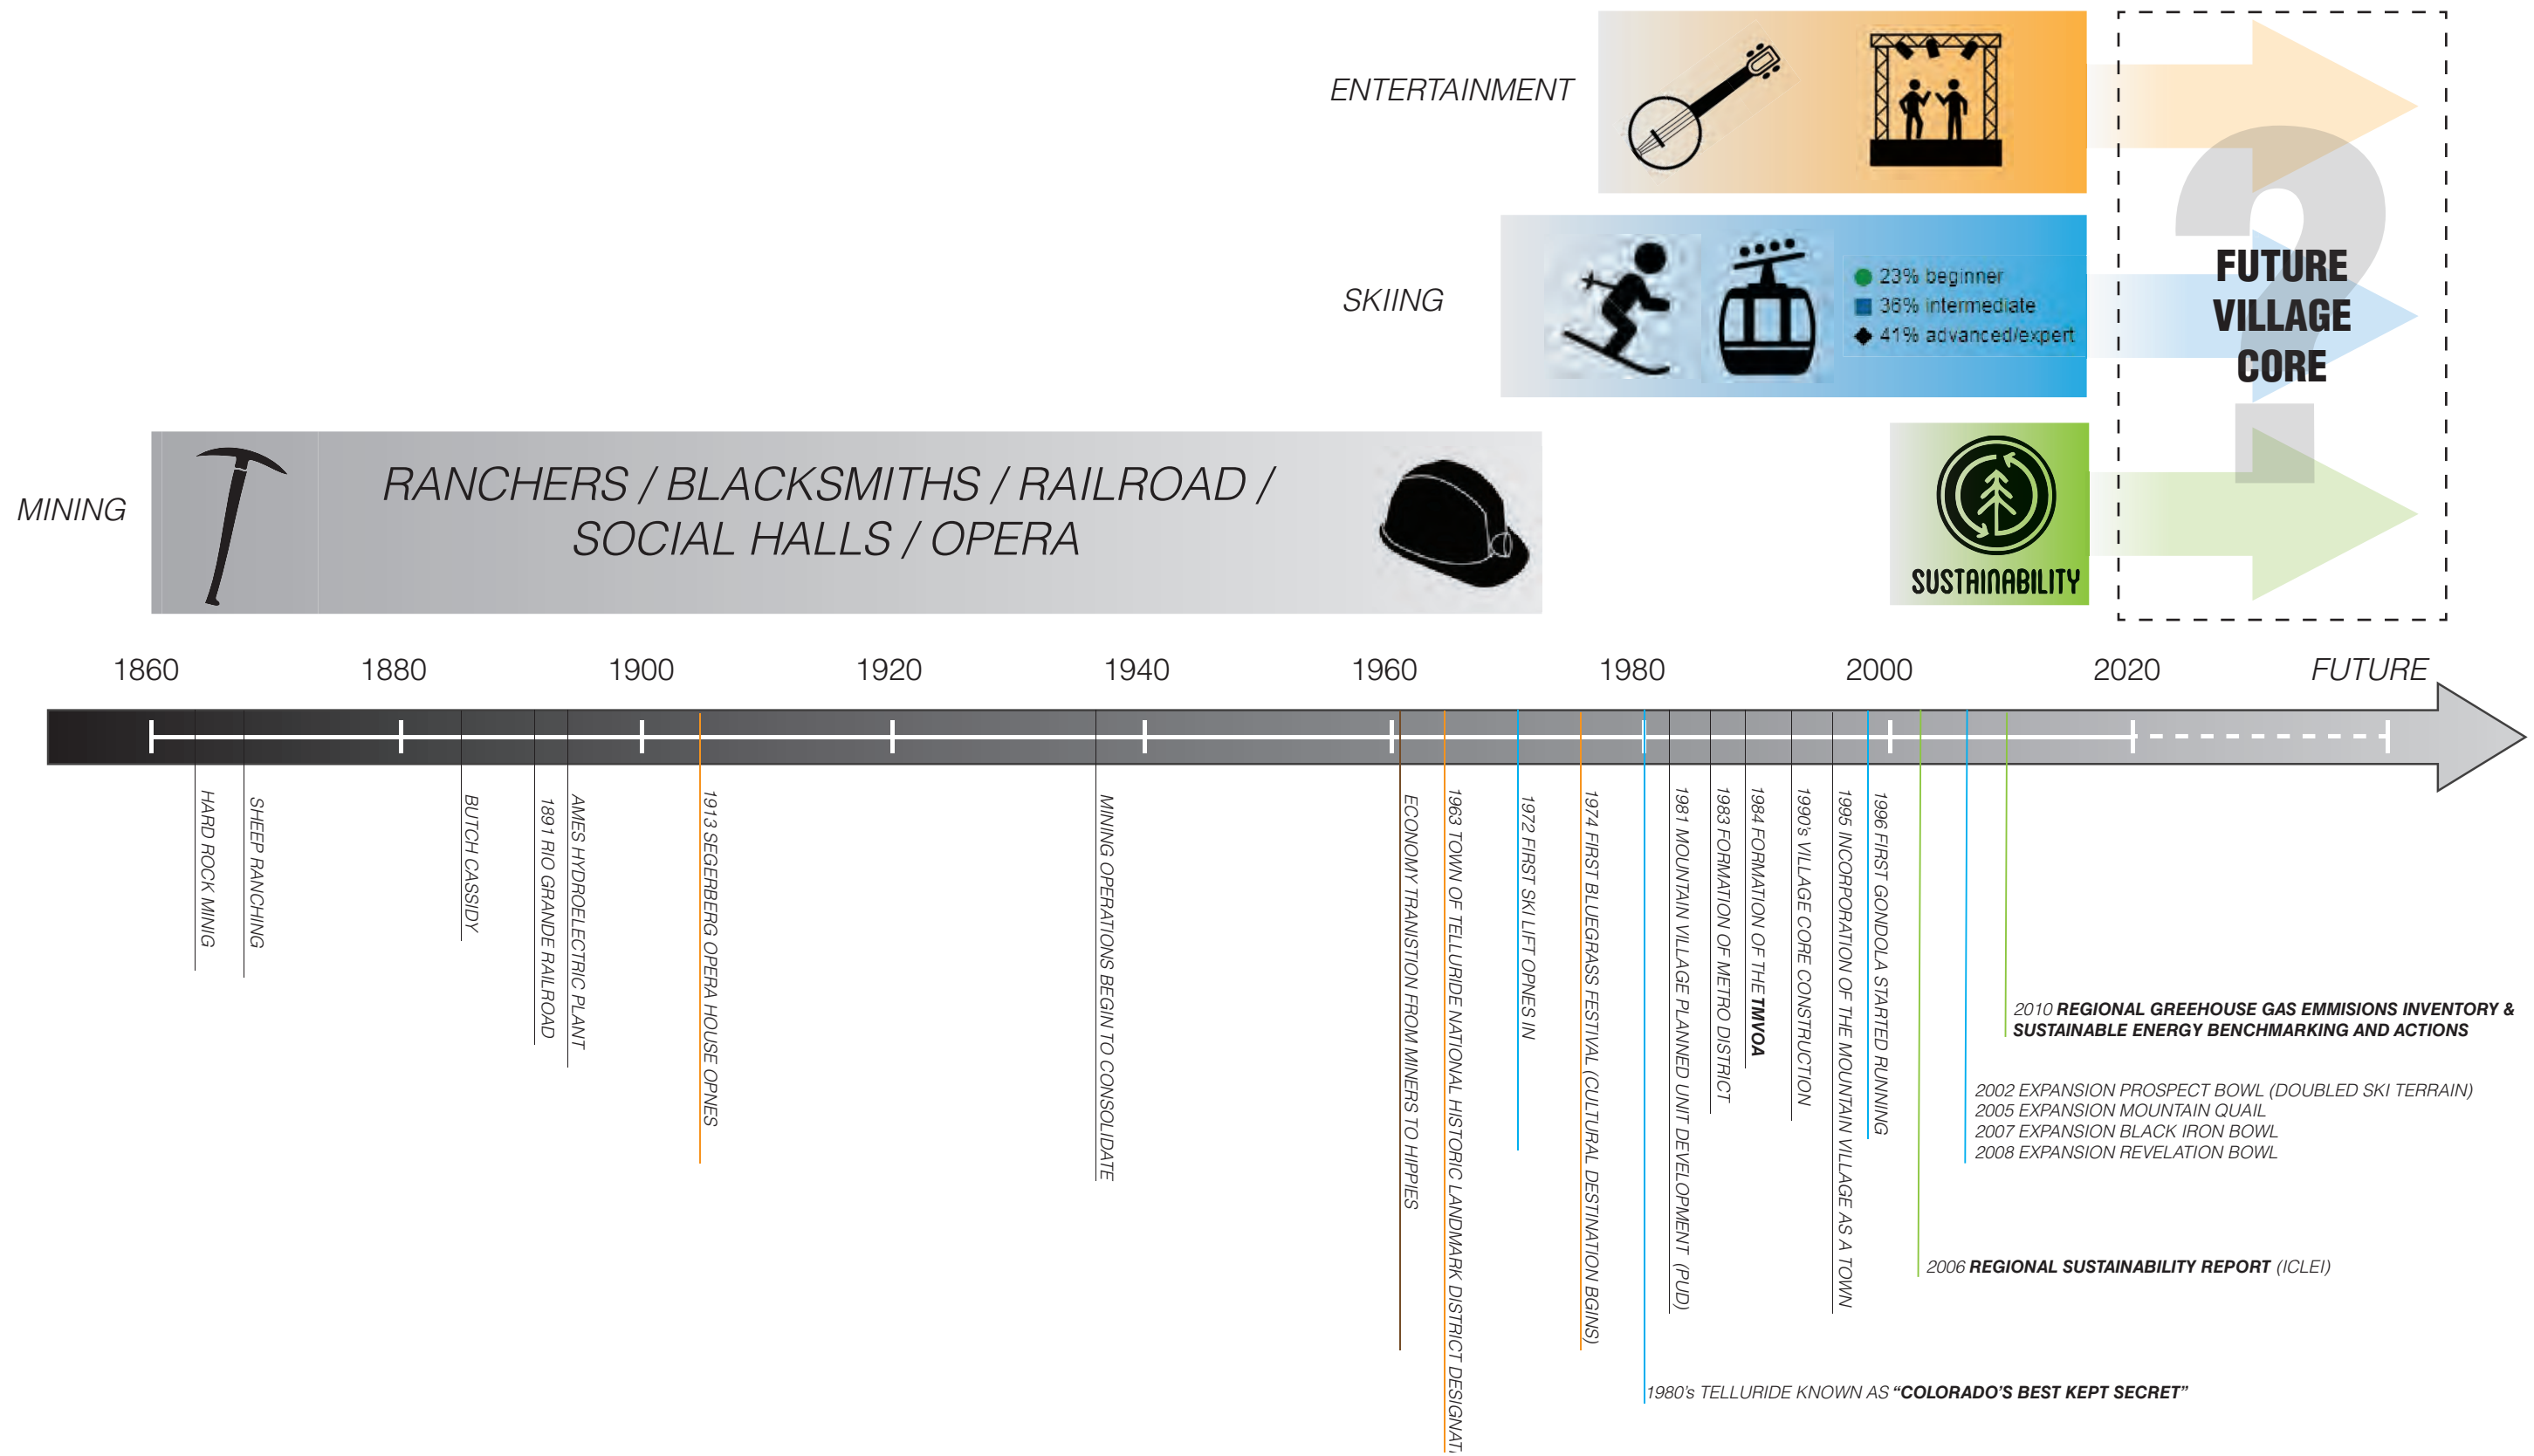 ENTERTAINMENT
SKIING
23% beginner
36% intermediate
41% advanced/expert
FUTURE
VILLAGE
CORE
?
MINING
RANCHERS / BLACKSMITHS / RAILROAD /
SOCIAL HALLS / OPERA
SUSTAINABILITY
1860
1880
1900
1920
1940
1960
1980
2000
2020
FUTURE
HARD ROCK MINIG
SHEEP RANCHING
BUTCH CASSIDY
1891 RIO GRANDE RAILROAD
AMES HYDROELECTRIC PLANT
1913 SEGERBERG OPERA HOUSE OPNES
MINING OPERATIONS BEGIN TO CONSOLIDATE
ECONOMY TRANISTION FROM MINERS TO HIPPIES
1963 TOWN OF TELLURIDE NATIONAL HISTORIC LANDMARK DISTRICT DESIGNAT
1972 FIRST SKI LIFT OPNES IN
1974 FIRST BLUEGRASS FESTIVAL (CULTURAL DESTINATION BGINS)
1981 MOUNTAIN VILLAGE PLANNED UNIT DEVELOPMENT (PUD)
1983 FORMATION OF METRO DISTRICT
1984 FORMATION OF THE TMVOA
1990's VILLAGE CORE CONSTRUCTION
1995 INCORPORATION OF THE MOUNTAIN VILLAGE AS A TOWN
1996 FIRST GONDOLA STARTED RUNNING
2010 REGIONAL GREEHOUSE GAS EMMISIONS INVENTORY &
SUSTAINABLE ENERGY BENCHMARKING AND ACTIONS
2002 EXPANSION PROSPECT BOWL (DOUBLED SKI TERRAIN)
2005 EXPANSION MOUNTAIN QUAIL
2007 EXPANSION BLACK IRON BOWL
2008 EXPANSION REVELATION BOWL
2006 REGIONAL SUSTAINABILITY REPORT (ICLEI)
1980's TELLURIDE KNOWN AS “COLORADO'S BEST KEPT SECRET”